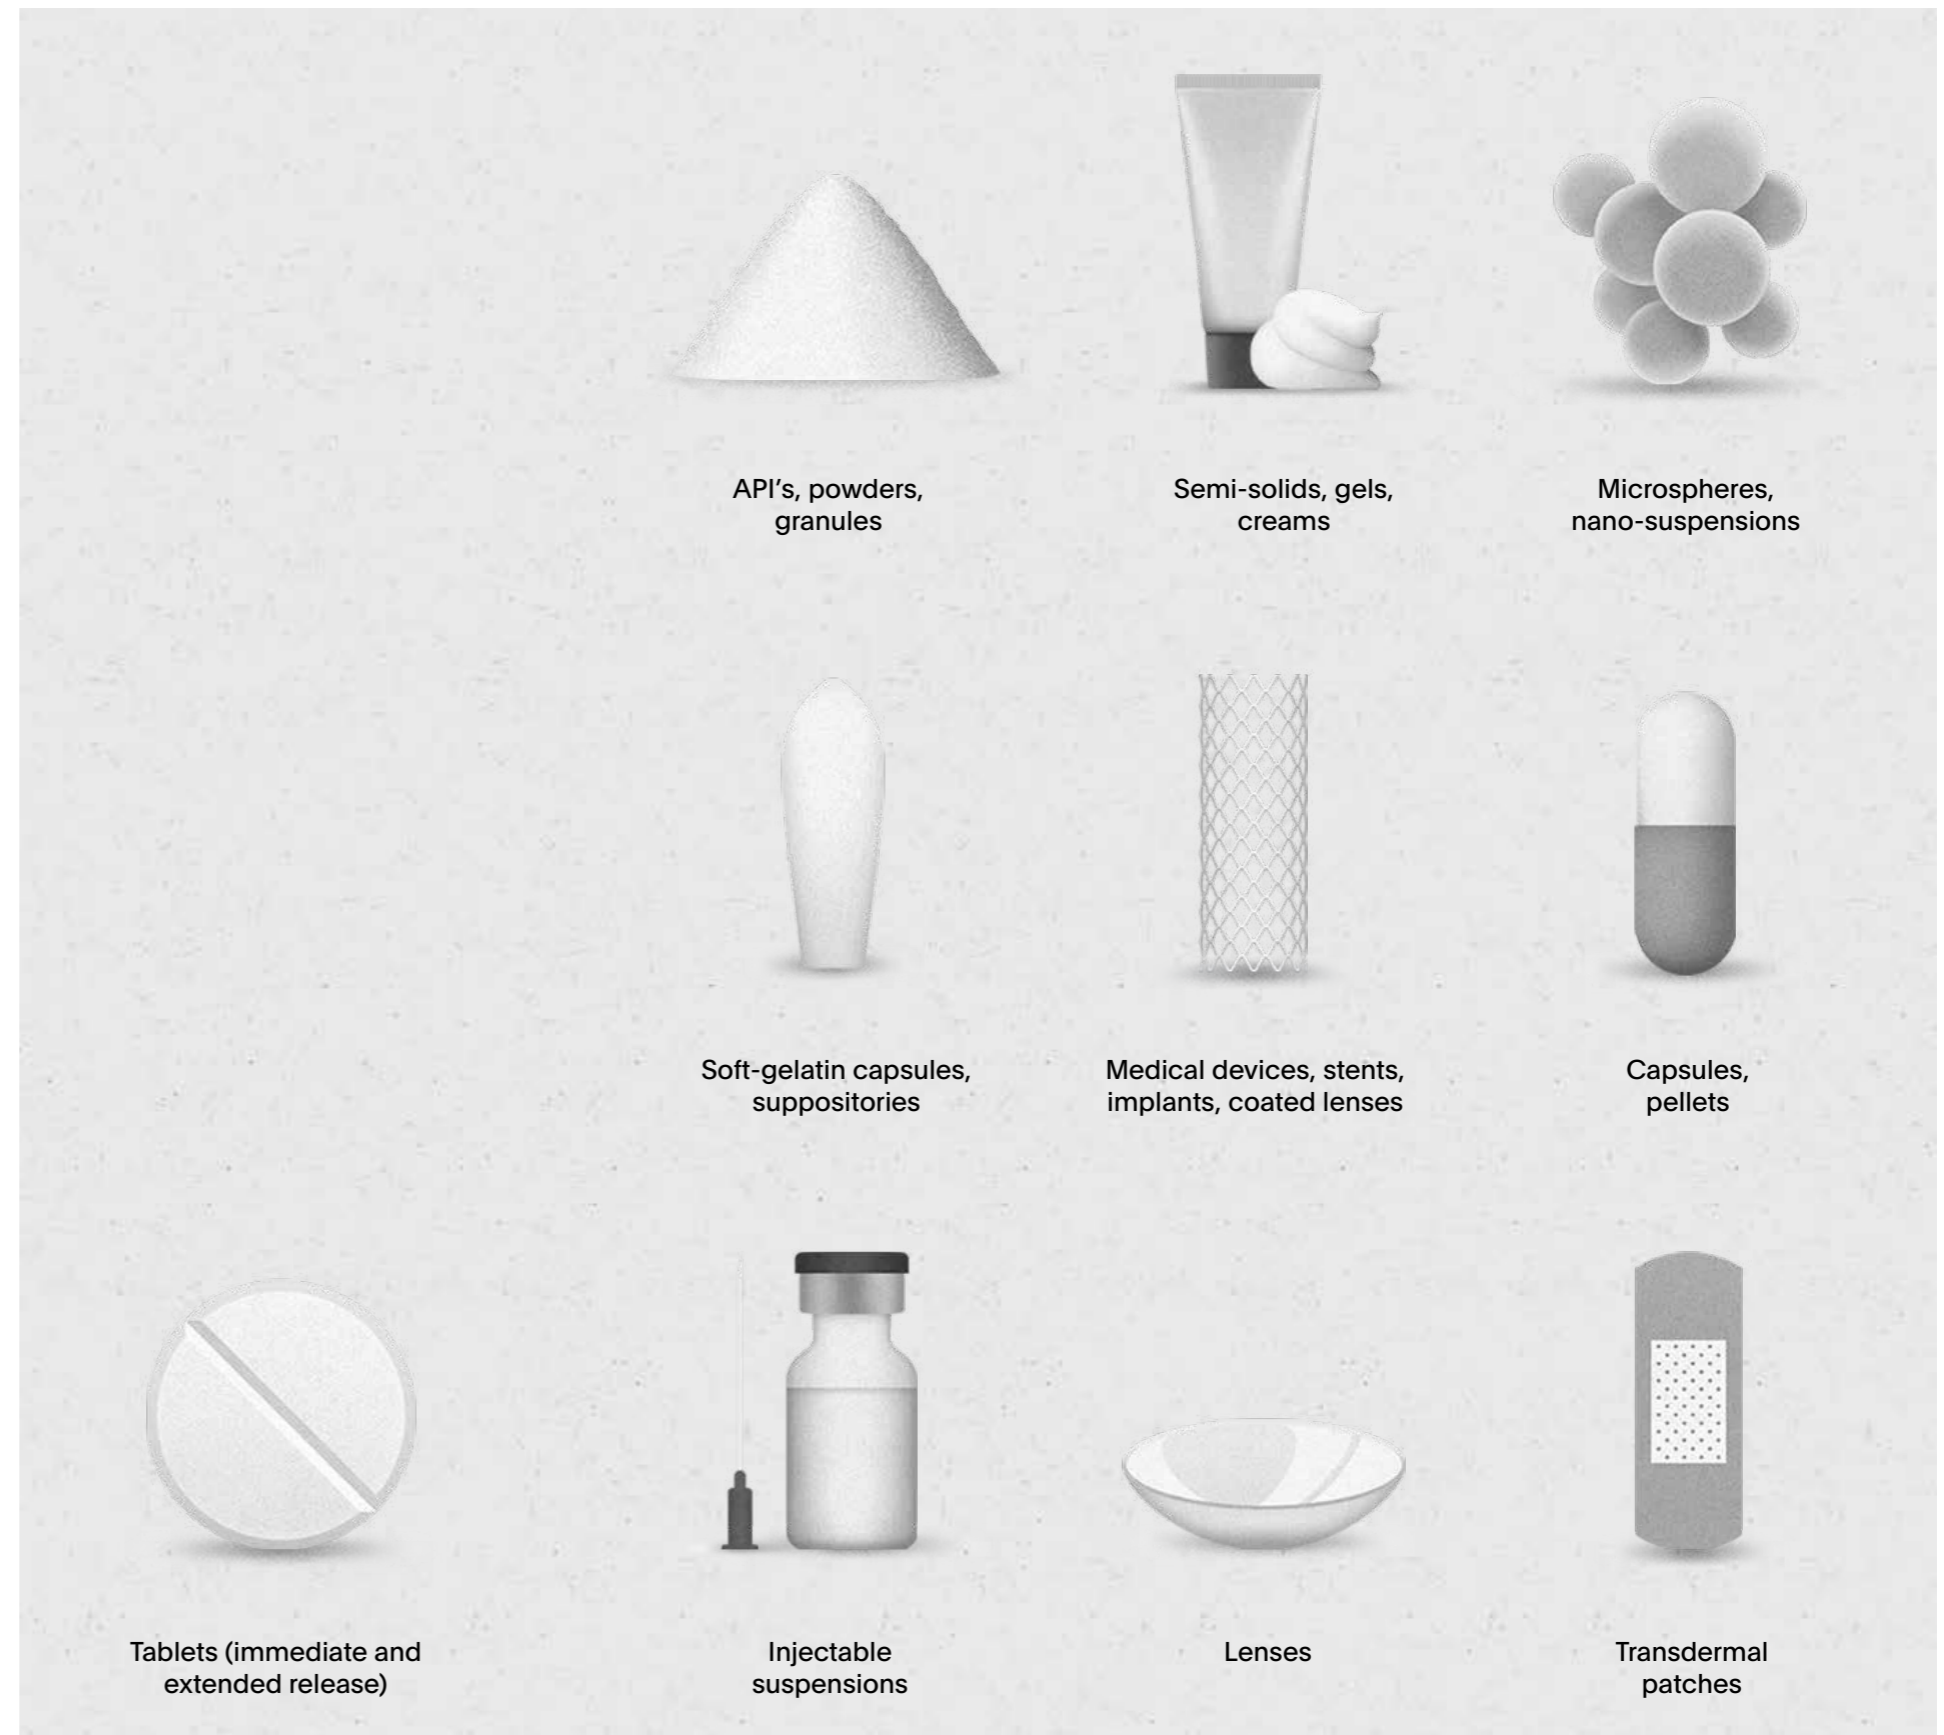 API’s, powders,
granules
Semi-solids, gels,
creams
Microspheres,
nano-suspensions
Soft-gelatin capsules,
suppositories
Medical devices, stents,
implants, coated lenses
Capsules,
pellets
Tablets (immediate and
extended release)
Injectable
suspensions
Lenses
Transdermal
patches